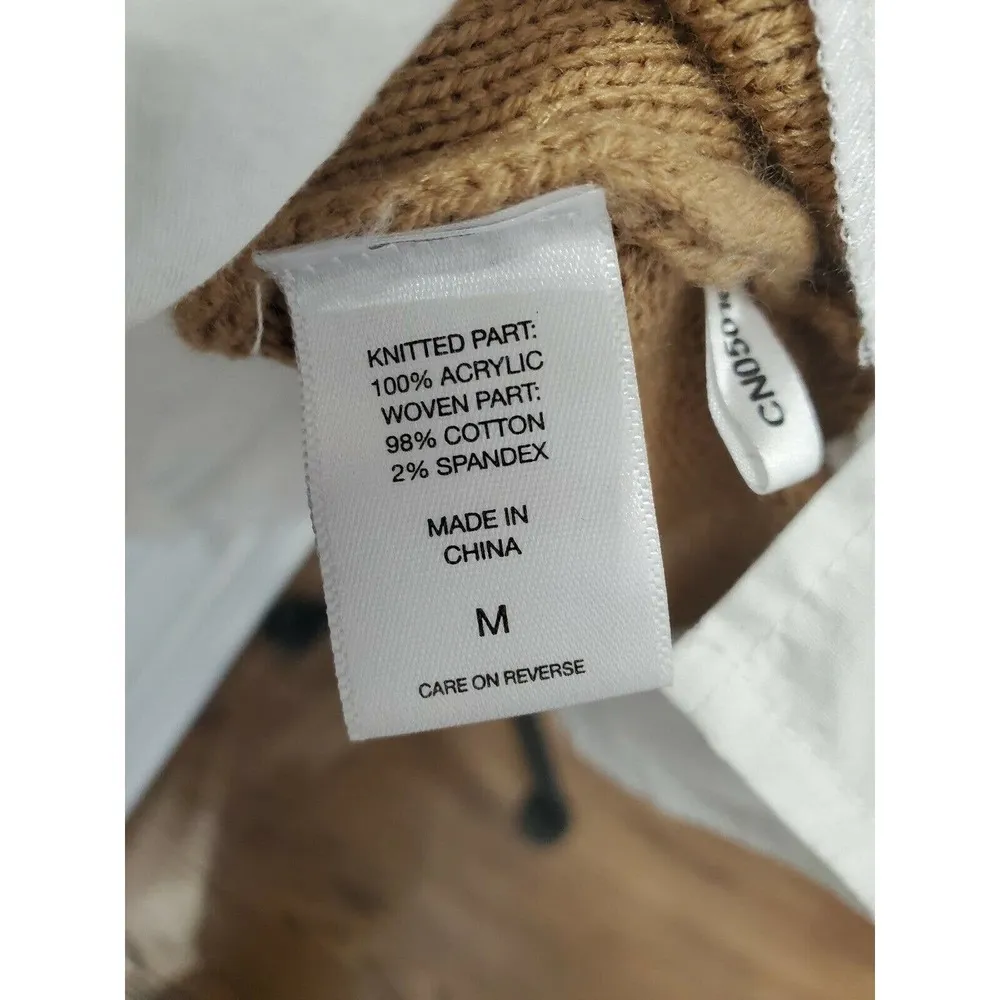 KNITTED PART:
100% ACRYLIC
WOVEN PART:
98% COTTON
2% SPANDEX
MADE IN
CHINA
M
CARE ON REVERSE